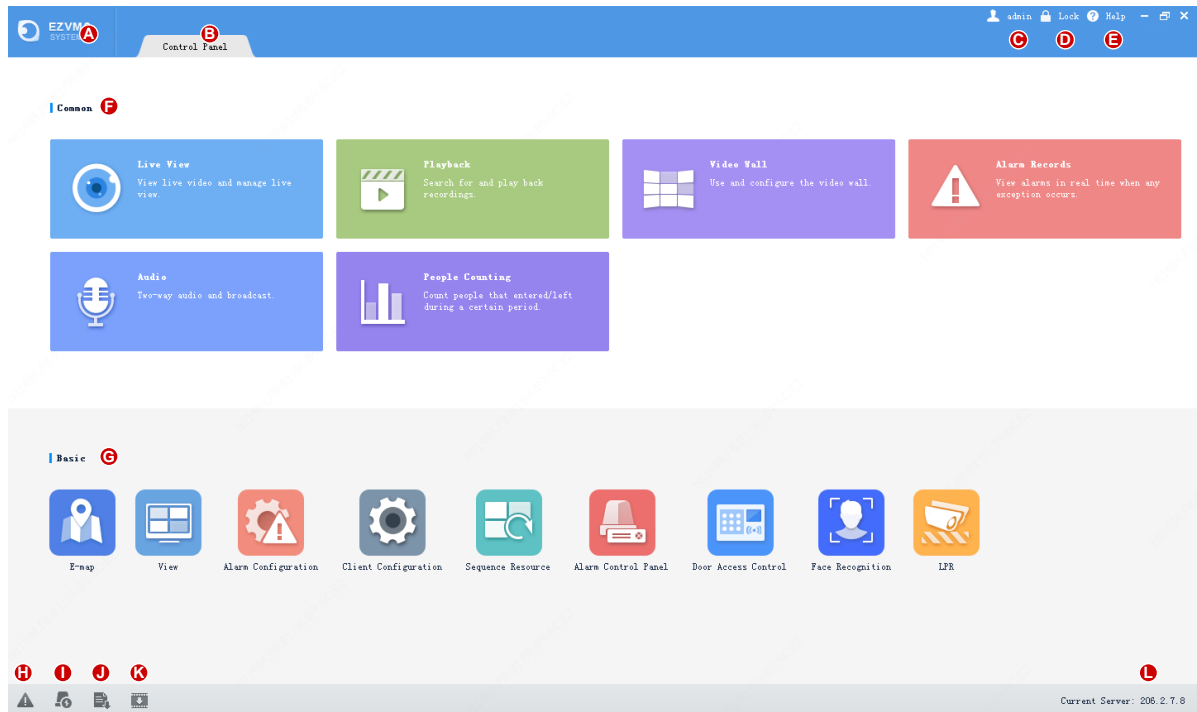 EZVM
SYSTE
A
B
Control Panel
admin
Lock
Help
C
D
E
Common
F
Live View
View live video and manage live
view.
Playback
Search for and play back
recordings.
Video Wall
Use and configure the video wall.
Alarm Records
View alarms in real time when any
exception occurs.
Audio
Two-way audio and broadcast.
People Counting
Count people that entered/left
during a certain period.
Basic
G
E-map
View
Alarm Configuration
Client Configuration
Sequence Resource
Alarm Control Panel
Door Access Control
Face Recognition
LPR
H
I
J
K
L
Current Server: 206.2.7.8